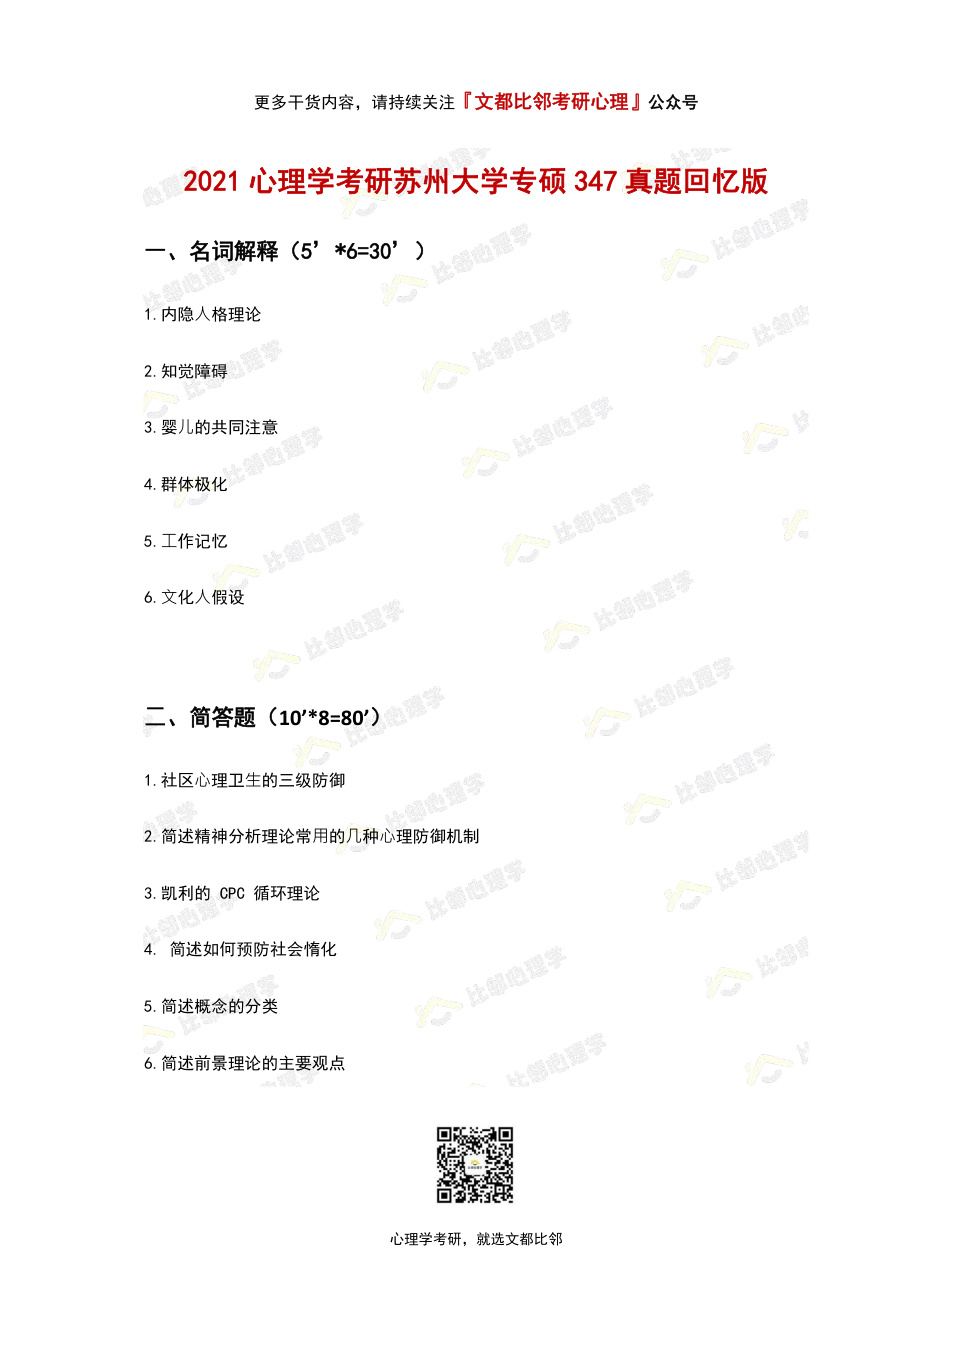 更多干货内容，请持续关注『文都比邻考研心理』公众号
2021 心理学考研苏州大学专硕 347 真题回忆版
一、名词解释（5’*6=30’）
1.内隐人格理论
2.知觉障碍
3.婴儿的共同注意
4.群体极化
5.工作记忆
6.文化人假设
二、简答题（10’*8=80’）
1.社区心理卫生的三级防御
2.简述精神分析理论常用的几种心理防御机制
3.凯利的 CPC 循环理论
4. 简述如何预防社会惰化
5.简述概念的分类
6.简述前景理论的主要观点
心理学考研，就选文都比邻
比邻心理学